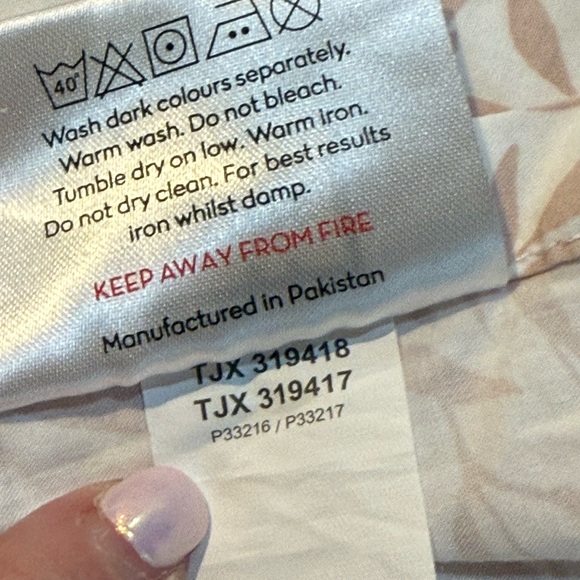 40°
Wash dark colours separately.
Warm wash. Do not bleach.
Tumble dry on low. Warm Iron.
Do not dry clean. For best results
iron whilst damp.
KEEP AWAY FROM FIRE
Manufactured in Pakistan
TJX 319418
TJX 319417
P33216 / P33217